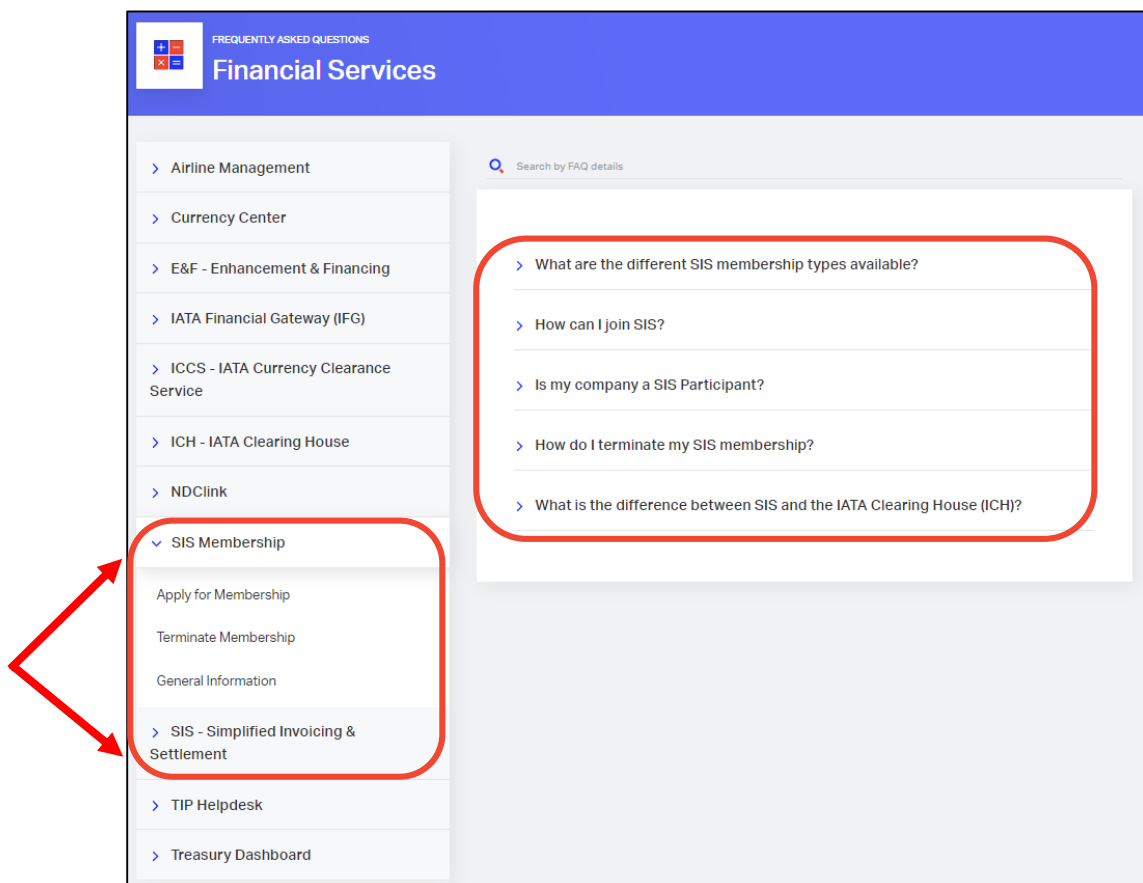 FREQUENTLY ASKED QUESTIONS
Financial Services
Airline Management
Currency Center
E&F - Enhancement & Financing
IATA Financial Gateway (IFG)
ICCS - IATA Currency Clearance
Service
ICH - IATA Clearing House
NDClink
SIS Membership
Apply for Membership
Terminate Membership
General Information
SIS - Simplified Invoicing &
Settlement
TIP Helpdesk
Treasury Dashboard
Search by FAQ details
What are the different SIS membership types available?
How can I join SIS?
Is my company a SIS Participant?
How do I terminate my SIS membership?
What is the difference between SIS and the IATA Clearing House (ICH)?